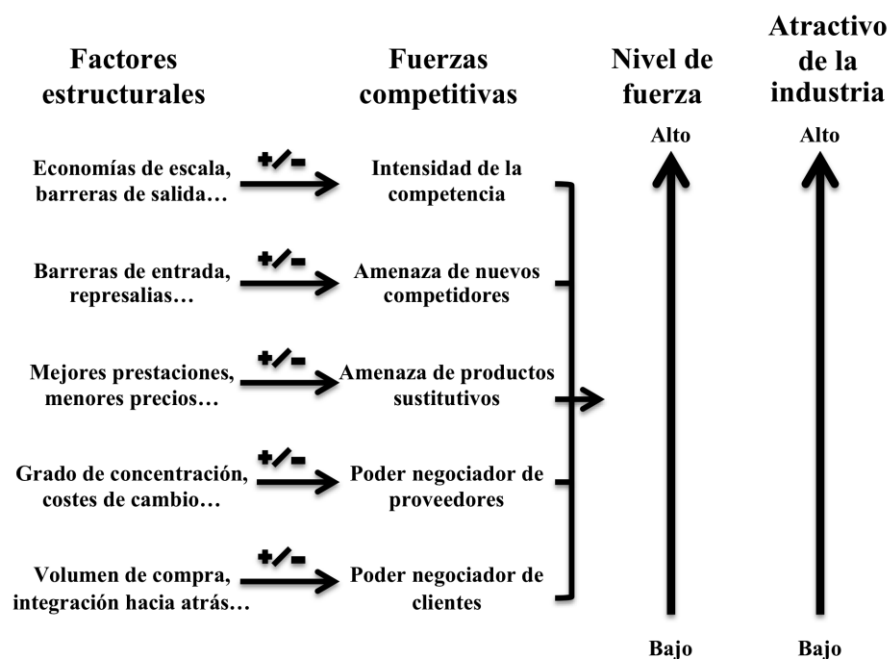 Factores
estructurales
Fuerzas
competitivas
Nivel de
fuerza
Atractivo
de la
industria
Alto
Alto
Economías de escala,
barreras de salida…
+/-
Intensidad de la
competencia
Barreras de entrada,
represalias…
+/-
Amenaza de nuevos
competidores
Mejores prestaciones,
menores precios…
+/-
Amenaza de productos
sustitutivos
Grado de concentración,
costes de cambio…
+/-
Poder negociador de
proveedores
Volumen de compra,
integración hacia atrás…
+/-
Poder negociador de
clientes
Bajo
Bajo